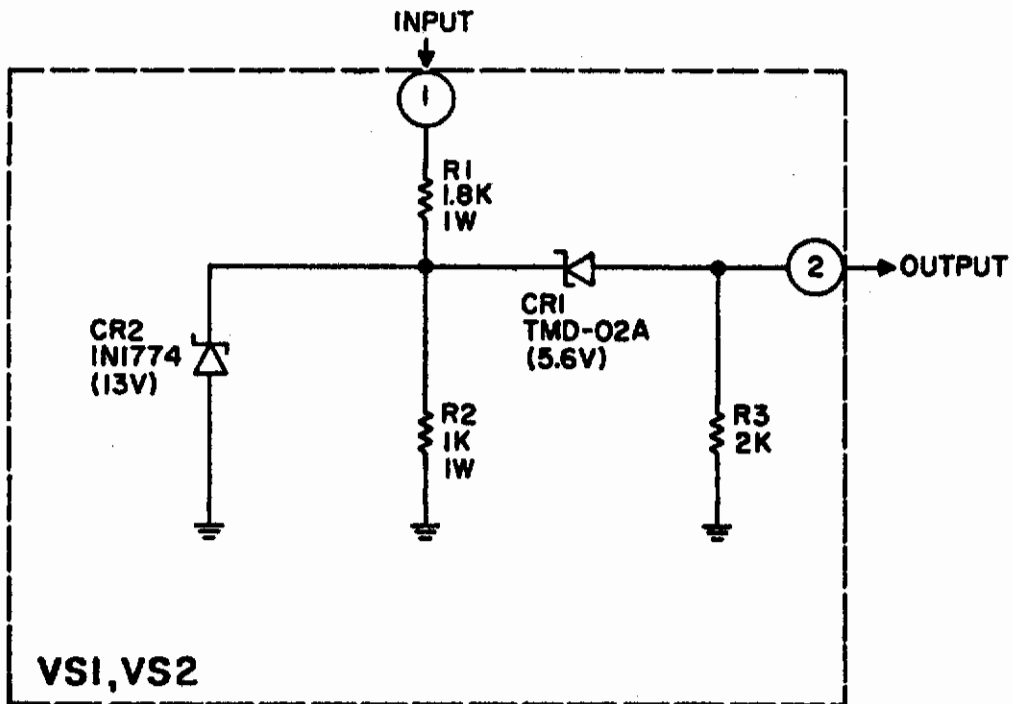 INPUT
1
R1
1.8K
1W
2
OUTPUT
CR1
TMD-02A
(5.6V)
CR2
1N1774
(13V)
R2
1K
1W
R3
2K
VS1, VS2